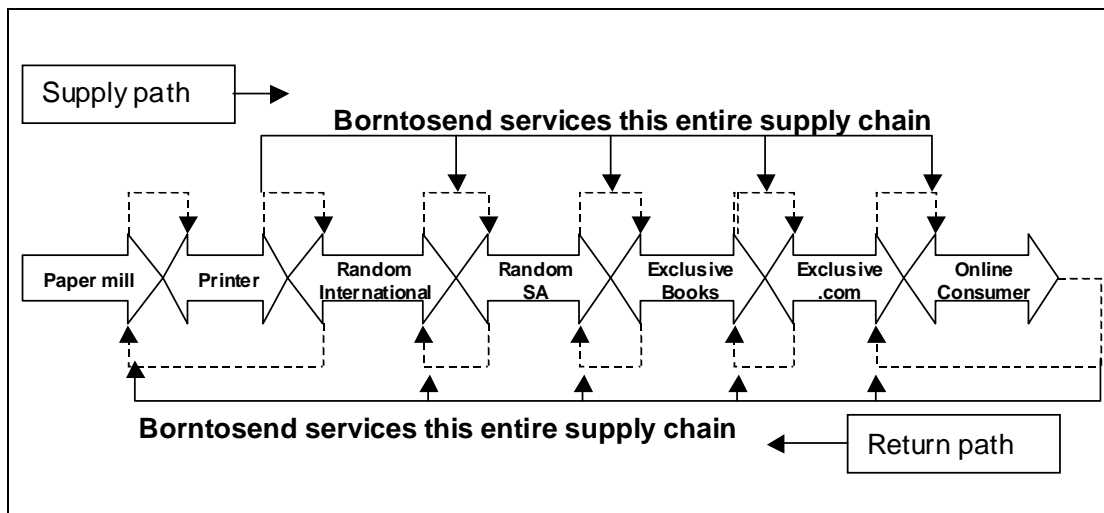 Supply path
Borntosend services this entire supply chain
Paper mill
Printer
Random
International
Random
SA
Exclusive
Books
Exclusive
.com
Online
Consumer
Borntosend services this entire supply chain
Return path